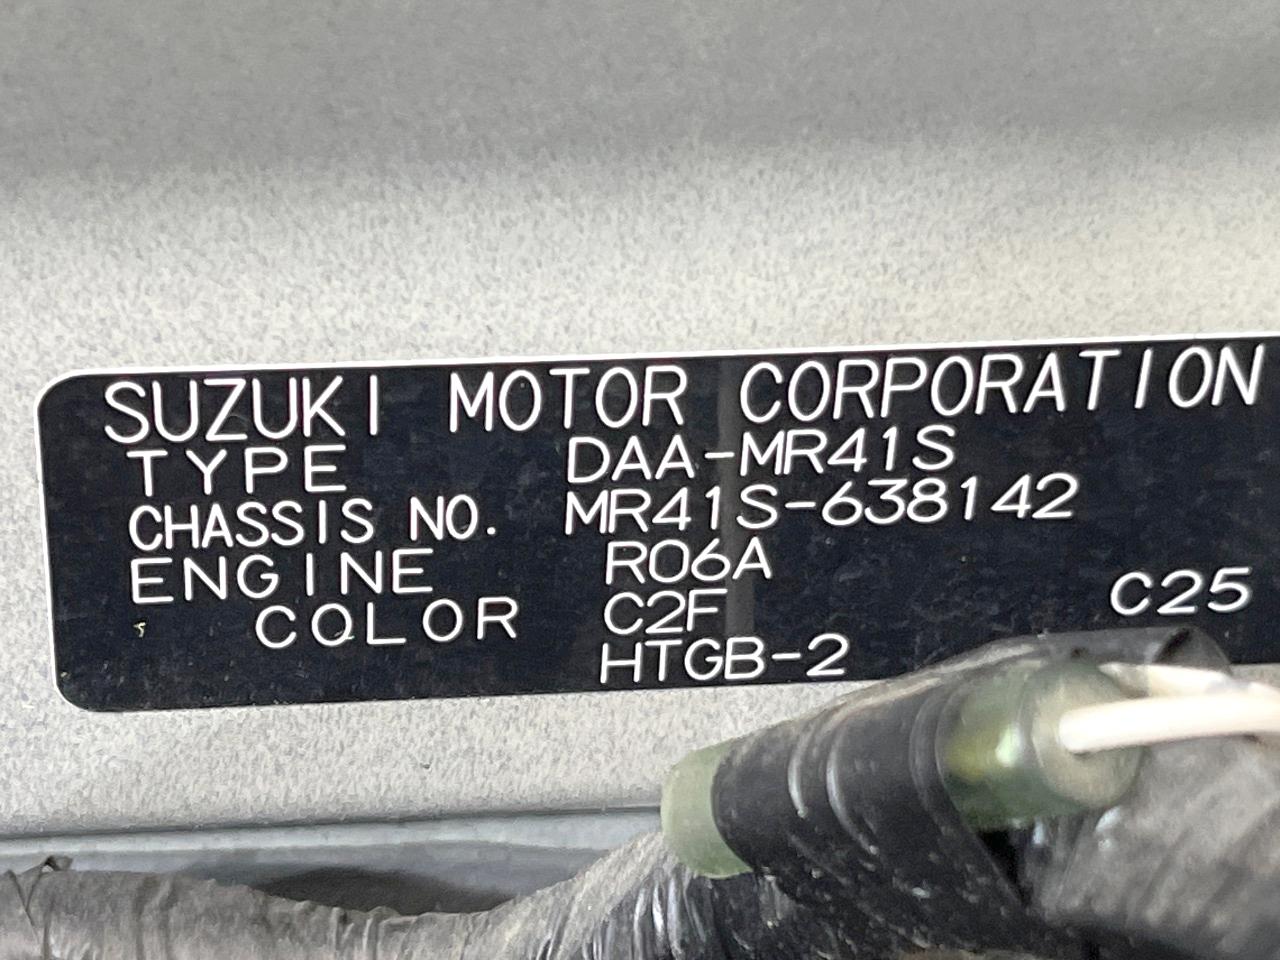 SUZUKI MOTOR CORPORATION
TYPE DAA-MR41S
CHASSIS NO. MR41S-638142
ENGINE R06A
COLOR C2F C25
HTGB-2